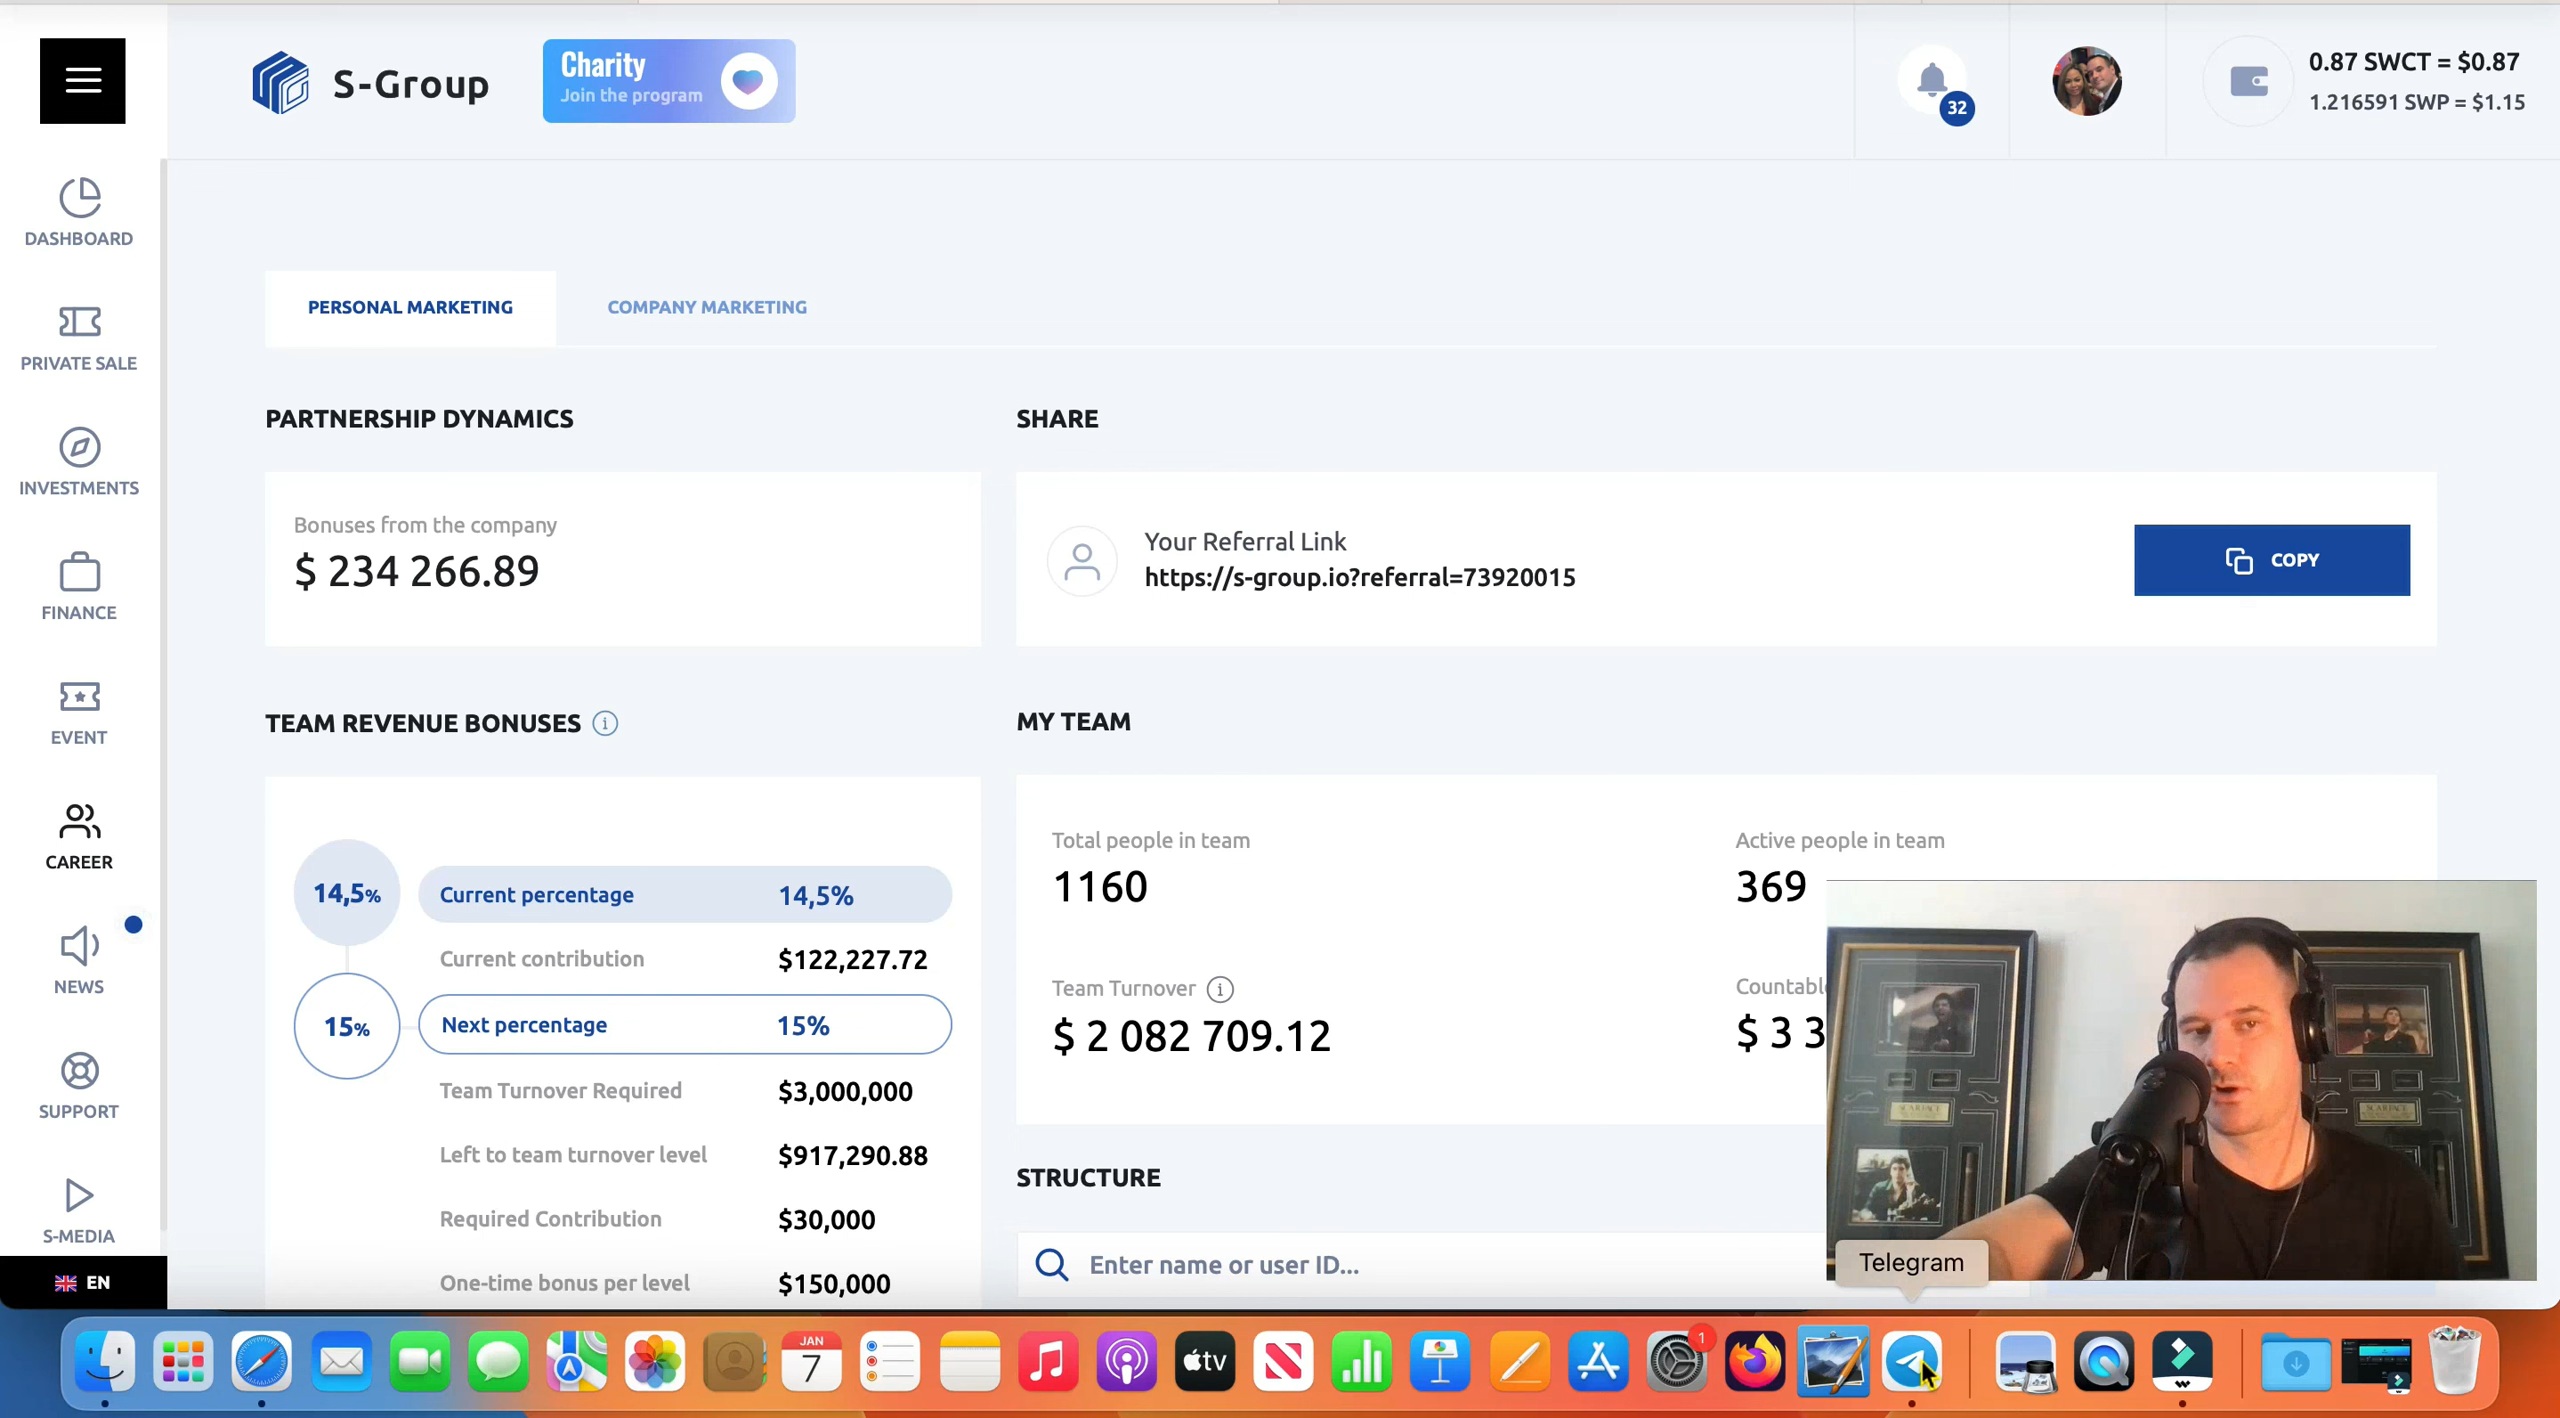 S-Group
Charity
Join the program
32
0.87 SWCT = $0.87
1.216591 SWP = $1.15
DASHBOARD
PRIVATE SALE
INVESTMENTS
FINANCE
EVENT
CAREER
NEWS
SUPPORT
S-MEDIA
EN
PERSONAL MARKETING
COMPANY MARKETING
PARTNERSHIP DYNAMICS
Bonuses from the company
$ 234 266.89
SHARE
Your Referral Link
https://s-group.io?referral=73920015
COPY
TEAM REVENUE BONUSES
14,5%
Current percentage 14,5%
Current contribution $122,227.72
15%
Next percentage 15%
Team Turnover Required $3,000,000
Left to team turnover level $917,290.88
Required Contribution $30,000
One-time bonus per level $150,000
MY TEAM
Total people in team
1160
Active people in team
369
Team Turnover
$ 2 082 709.12
$ 3 3
STRUCTURE
Enter name or user ID...
SCARFACE
SCARFACE
Telegram
JAN
7
tv
1